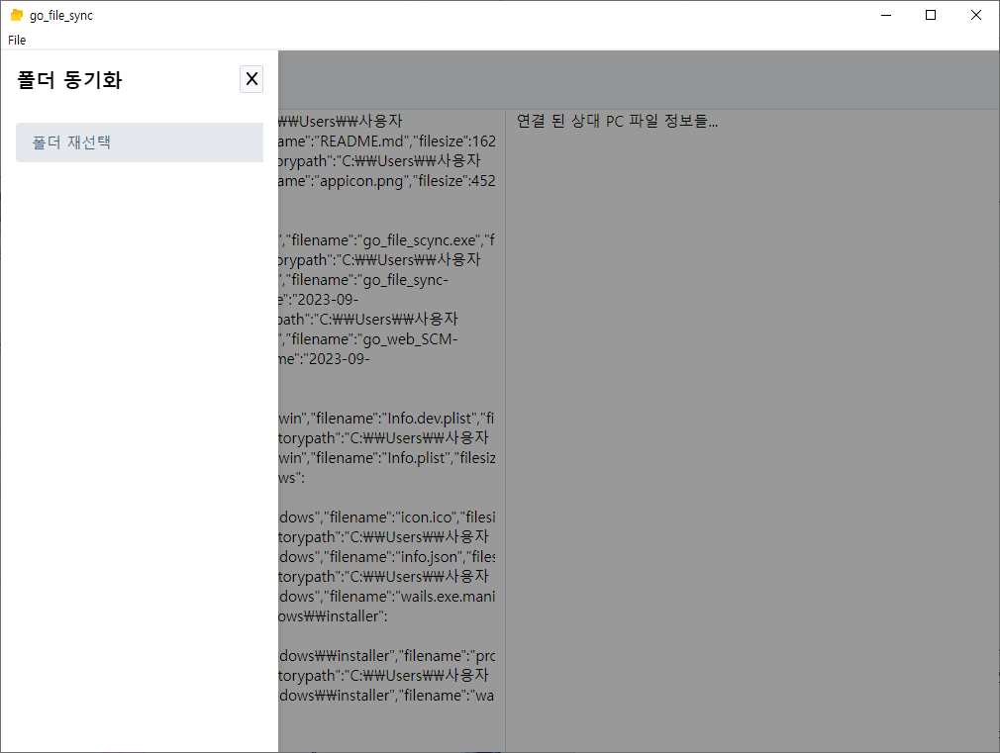 go_file_sync
File
폴더 동기화
X
폴더 재선택
₩₩Users₩₩사용자
ame":"README.md","filesize":162
orypath":"C:₩₩Users₩₩사용자
ame":"appicon.png","filesize":452
","filename":"go_file_scync.exe","f
orypath":"C:₩₩Users₩₩사용자
","filename":"go_file_sync-
e":"2023-09-
path":"C:₩₩Users₩₩사용자
","filename":"go_web_SCM-
me":"2023-09-
win","filename":"Info.dev.plist","fi
torypath":"C:₩₩Users₩₩사용자
win","filename":"Info.plist","filesiz
ws":
dows","filename":"icon.ico","filesi
torypath":"C:₩₩Users₩₩사용자
dows","filename":"info.json","files
torypath":"C:₩₩Users₩₩사용자
dows","filename":"wails.exe.mani
ows₩₩installer":
dows₩₩installer","filename":"pro
torypath":"C:₩₩Users₩₩사용자
dows₩₩installer","filename":"wa
연결 된 상대 PC 파일 정보들...